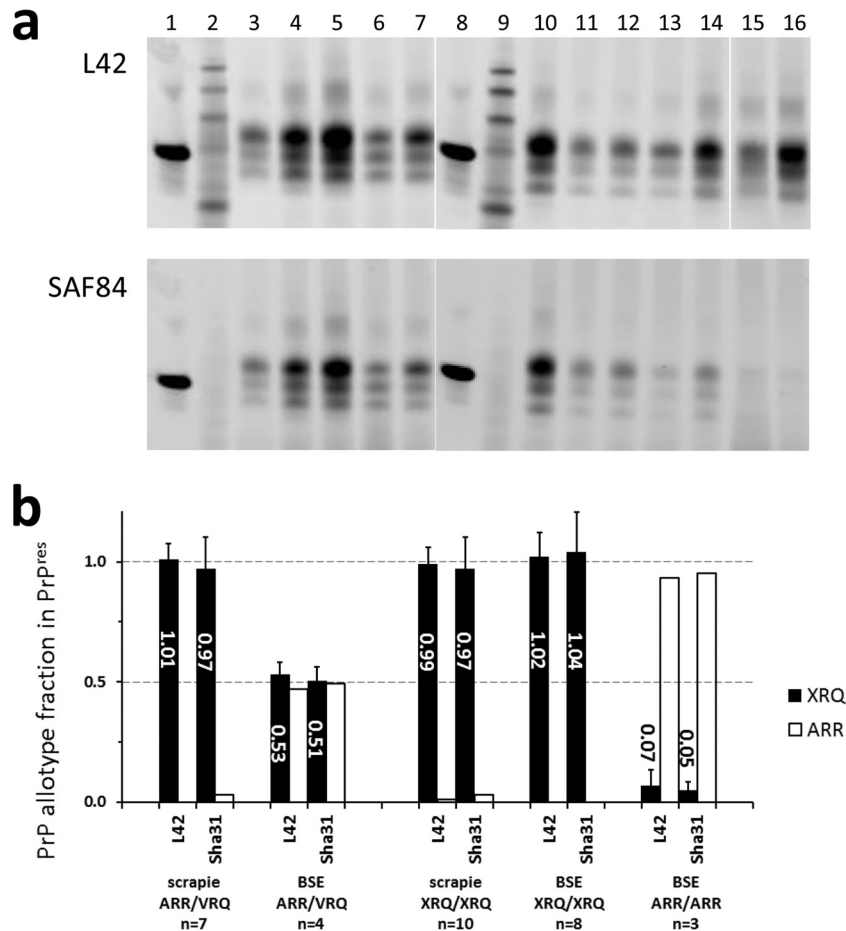 a
1 2 3 4 5 6 7 8 9 10 11 12 13 14 15 16
L42
SAF84
b
PrP allotype fraction in PrPres
1.0
0.5
0.0
1.01
0.97
0.53
0.51
0.99
0.97
1.02
1.04
0.07
0.05
XRQ
ARR
L42 Sha31 L42 Sha31 L42 Sha31 L42 Sha31 L42 Sha31
scrapie BSE scrapie BSE BSE
ARR/VRQ ARR/VRQ XRQ/XRQ XRQ/XRQ ARR/ARR
n=7 n=4 n=10 n=8 n=3